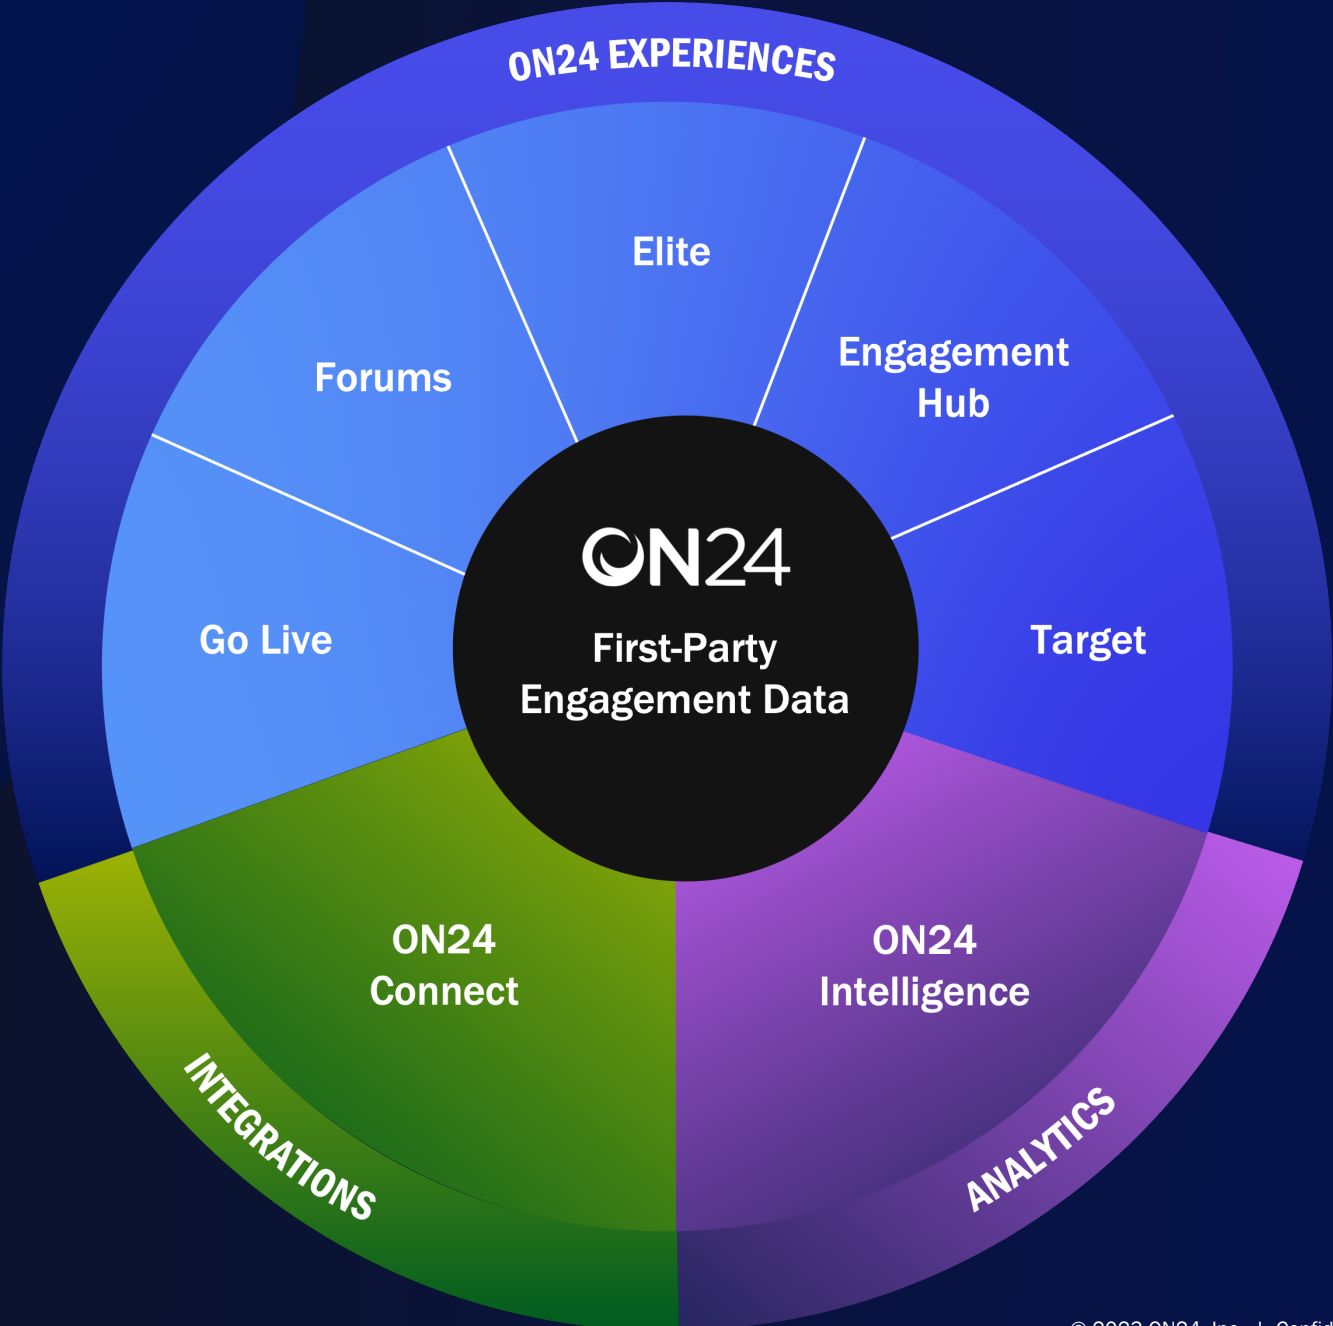 ON24 EXPERIENCES
Elite
Engagement
Hub
Forums
Target
Go Live
ON24
First-Party
Engagement Data
ON24
Connect
ON24
Intelligence
INTEGRATIONS
ANALYTICS